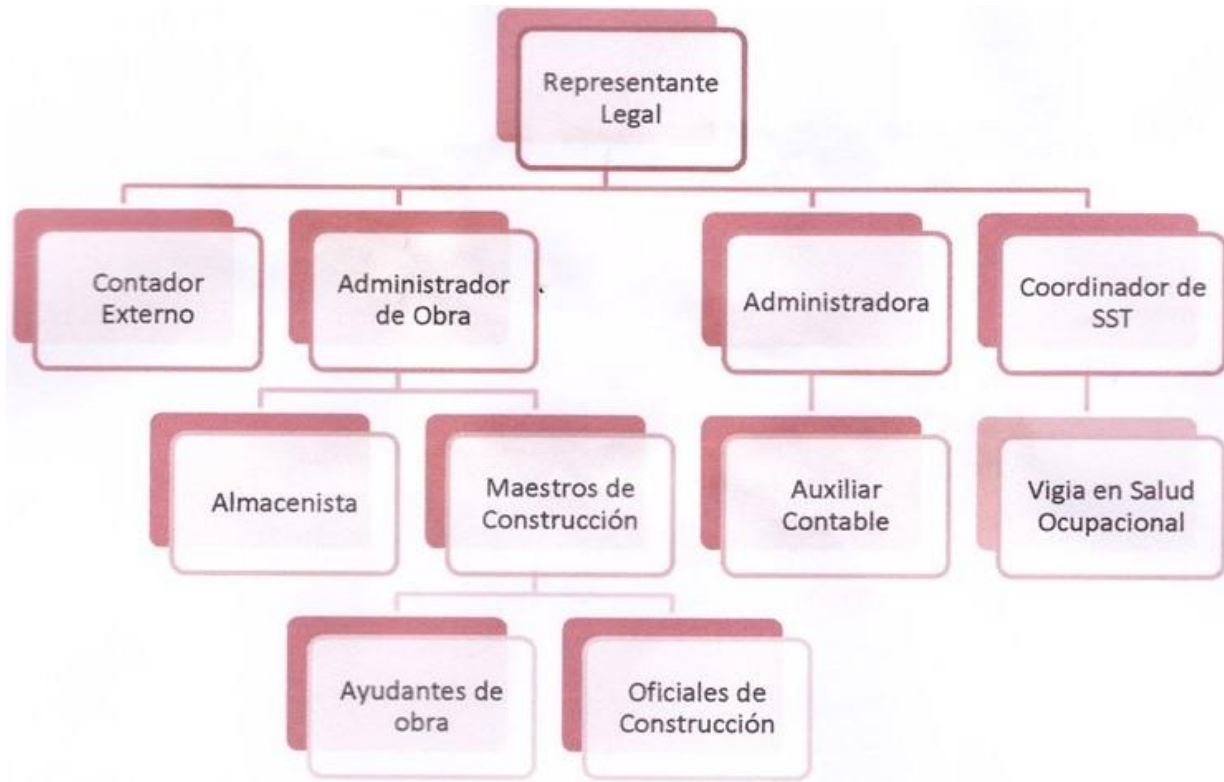 Representante
Legal
Contador
Externo
Administrador
de Obra
Administradora
Coordinador de
SST
Almacenista
Maestros de
Construcción
Auxiliar
Contable
Vigia en Salud
Ocupacional
Ayudantes de
obra
Oficiales de
Construcción